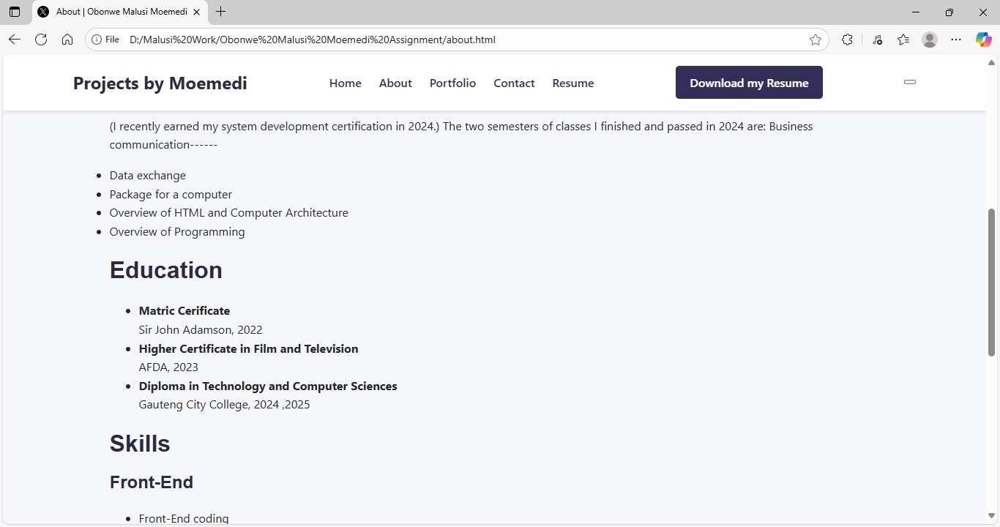 About | Obonwe Malusi Moemedi
File D:/Malusi%20Work/Obonwe%20Malusi%20Moemedi%20Assignment/about.html
Projects by Moemedi
Home About Portfolio Contact Resume
Download my Resume
(I recently earned my system development certification in 2024.) The two semesters of classes I finished and passed in 2024 are: Business
communication------
Data exchange
Package for a computer
Overview of HTML and Computer Architecture
Overview of Programming
Education
Matric Cerificate
Sir John Adamson, 2022
Higher Certificate in Film and Television
AFDA, 2023
Diploma in Technology and Computer Sciences
Gauteng City College, 2024 ,2025
Skills
Front-End
Front-End coding